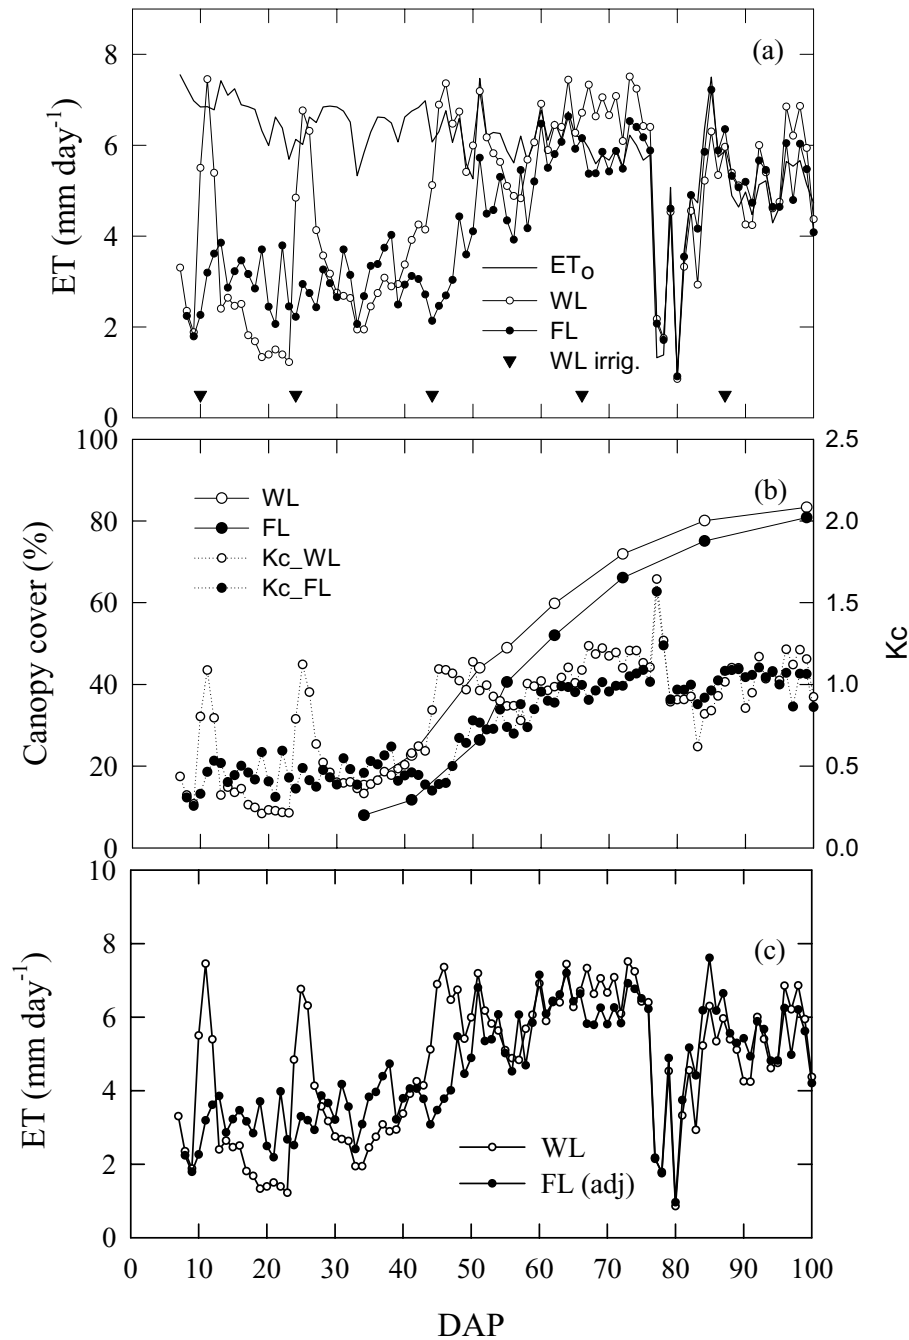 8
6
4
2
0
ET (mm day-1)
(a)
ETo
WL
FL
WL irrig.
100
80
60
40
20
0
Canopy cover (%)
(b)
WL
FL
Kc_WL
Kc_FL
2.5
2.0
1.5
1.0
0.5
0.0
Kc
10
8
6
4
2
0
ET (mm day-1)
(c)
WL
FL (adj)
0 10 20 30 40 50 60 70 80 90 100
DAP